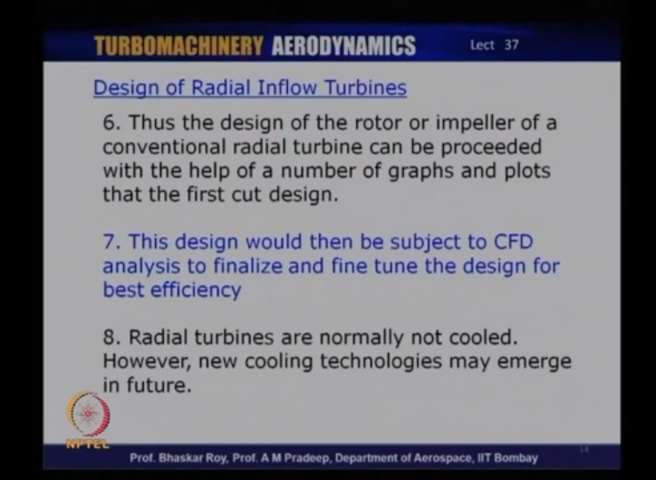 TURBOMACHINERY AERODYNAMICS Lect 37
Design of Radial Inflow Turbines
6. Thus the design of the rotor or impeller of a
conventional radial turbine can be proceeded
with the help of a number of graphs and plots
that the first cut design.
7. This design would then be subject to CFD
analysis to finalize and fine tune the design for
best efficiency
8. Radial turbines are normally not cooled.
However, new cooling technologies may emerge
in future.
NPTEL
Prof. Bhaskar Roy, Prof. A M Pradeep, Department of Aerospace, IIT Bombay
14